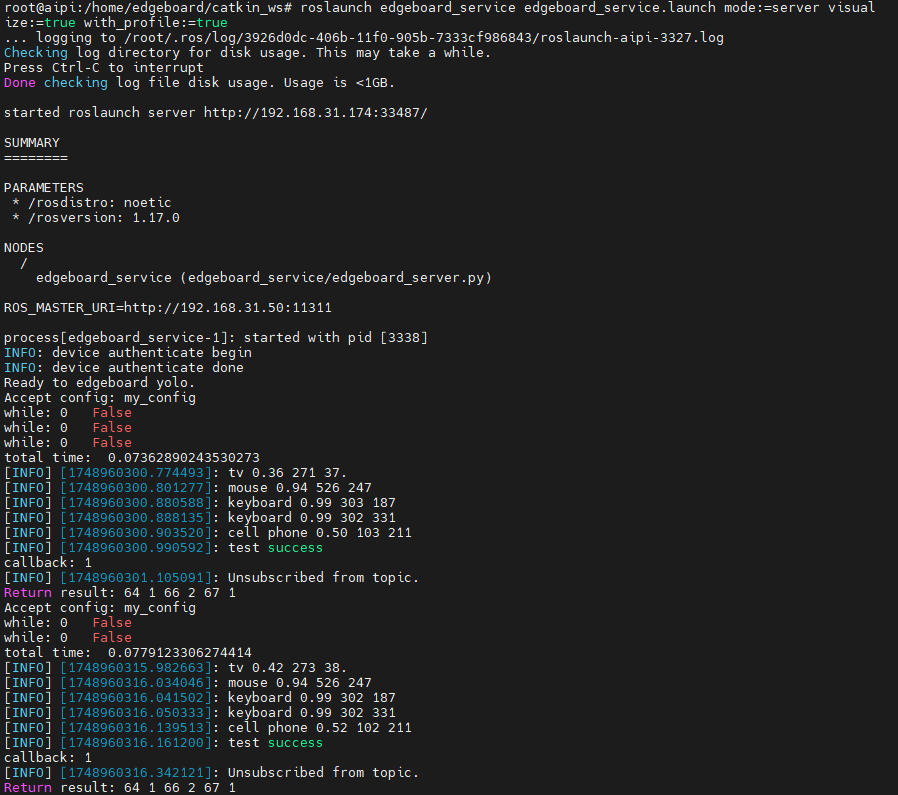 root@aipi:/home/edgeboard/catkin_ws# roslaunch edgeboard_service edgeboard_service.launch mode:=server visual
ize:=true with_profile:=true
... logging to /root/.ros/log/3926d0dc-406b-11f0-905b-7333cf986843/roslaunch-aipi-3327.log
Checking log directory for disk usage. This may take a while.
Press Ctrl-C to interrupt
Done checking log file disk usage. Usage is <1GB.
started roslaunch server http://192.168.31.174:33487/
SUMMARY
========
PARAMETERS
* /rosdistro: noetic
* /rosversion: 1.17.0
NODES
/
edgeboard_service (edgeboard_service/edgeboard_server.py)
ROS_MASTER_URI=http://192.168.31.50:11311
process[edgeboard_service-1]: started with pid [3338]
INFO: device authenticate begin
INFO: device authenticate done
Ready to edgeboard yolo.
Accept config: my_config
while: 0 False
while: 0 False
while: 0 False
total time: 0.07362890243530273
[INFO] [1748960300.774493]: tv 0.36 271 37.
[INFO] [1748960300.801277]: mouse 0.94 526 247
[INFO] [1748960300.880588]: keyboard 0.99 303 187
[INFO] [1748960300.888135]: keyboard 0.99 302 331
[INFO] [1748960300.903520]: cell phone 0.50 103 211
[INFO] [1748960300.990592]: test success
callback: 1
[INFO] [1748960301.105091]: Unsubscribed from topic.
Return result: 64 1 66 2 67 1
Accept config: my_config
while: 0 False
while: 0 False
total time: 0.0779123306274414
[INFO] [1748960315.982663]: tv 0.42 273 38.
[INFO] [1748960316.034046]: mouse 0.94 526 247
[INFO] [1748960316.041502]: keyboard 0.99 302 187
[INFO] [1748960316.050333]: keyboard 0.99 302 331
[INFO] [1748960316.139513]: cell phone 0.52 102 211
[INFO] [1748960316.161200]: test success
callback: 1
[INFO] [1748960316.342121]: Unsubscribed from topic.
Return result: 64 1 66 2 67 1